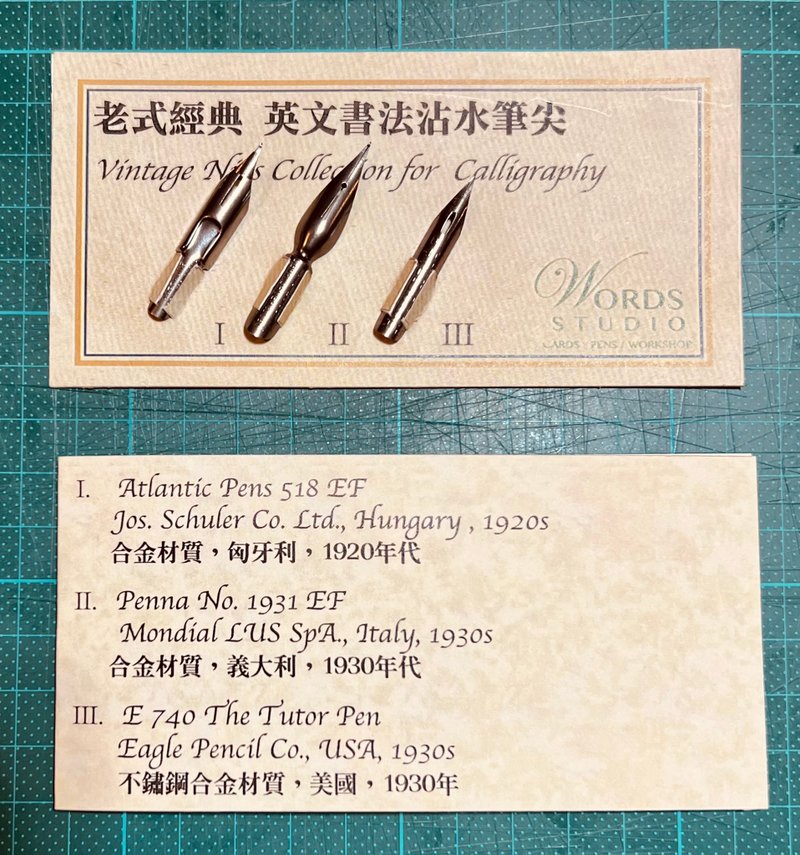 老式經典 英文書法沾水筆尖
Vintage Nibs Collection for Calligraphy
I II III
WORDS
STUDIO
CARDS / PENS / WORKSHOP
I. Atlantic Pens 518 EF
Jos. Schuler Co. Ltd., Hungary , 1920s
合金材質，匈牙利，1920年代
II. Penna No. 1931 EF
Mondial LUS SpA., Italy, 1930s
合金材質，義大利，1930年代
III. E 740 The Tutor Pen
Eagle Pencil Co., USA, 1930s
不鏽鋼合金材質，美國，1930年